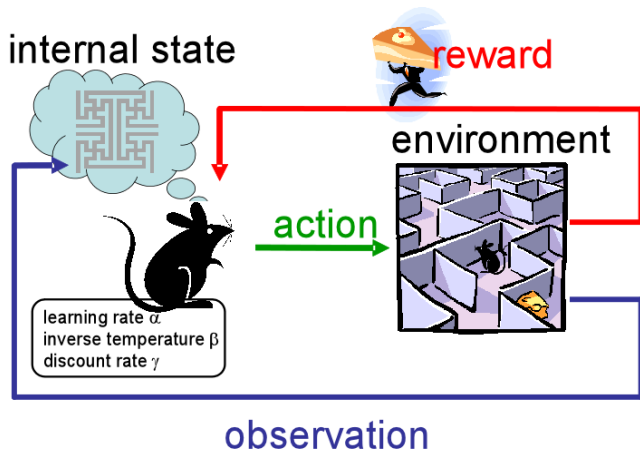 internal state
reward
environment
action
learning rate α
inverse temperature β
discount rate γ
observation